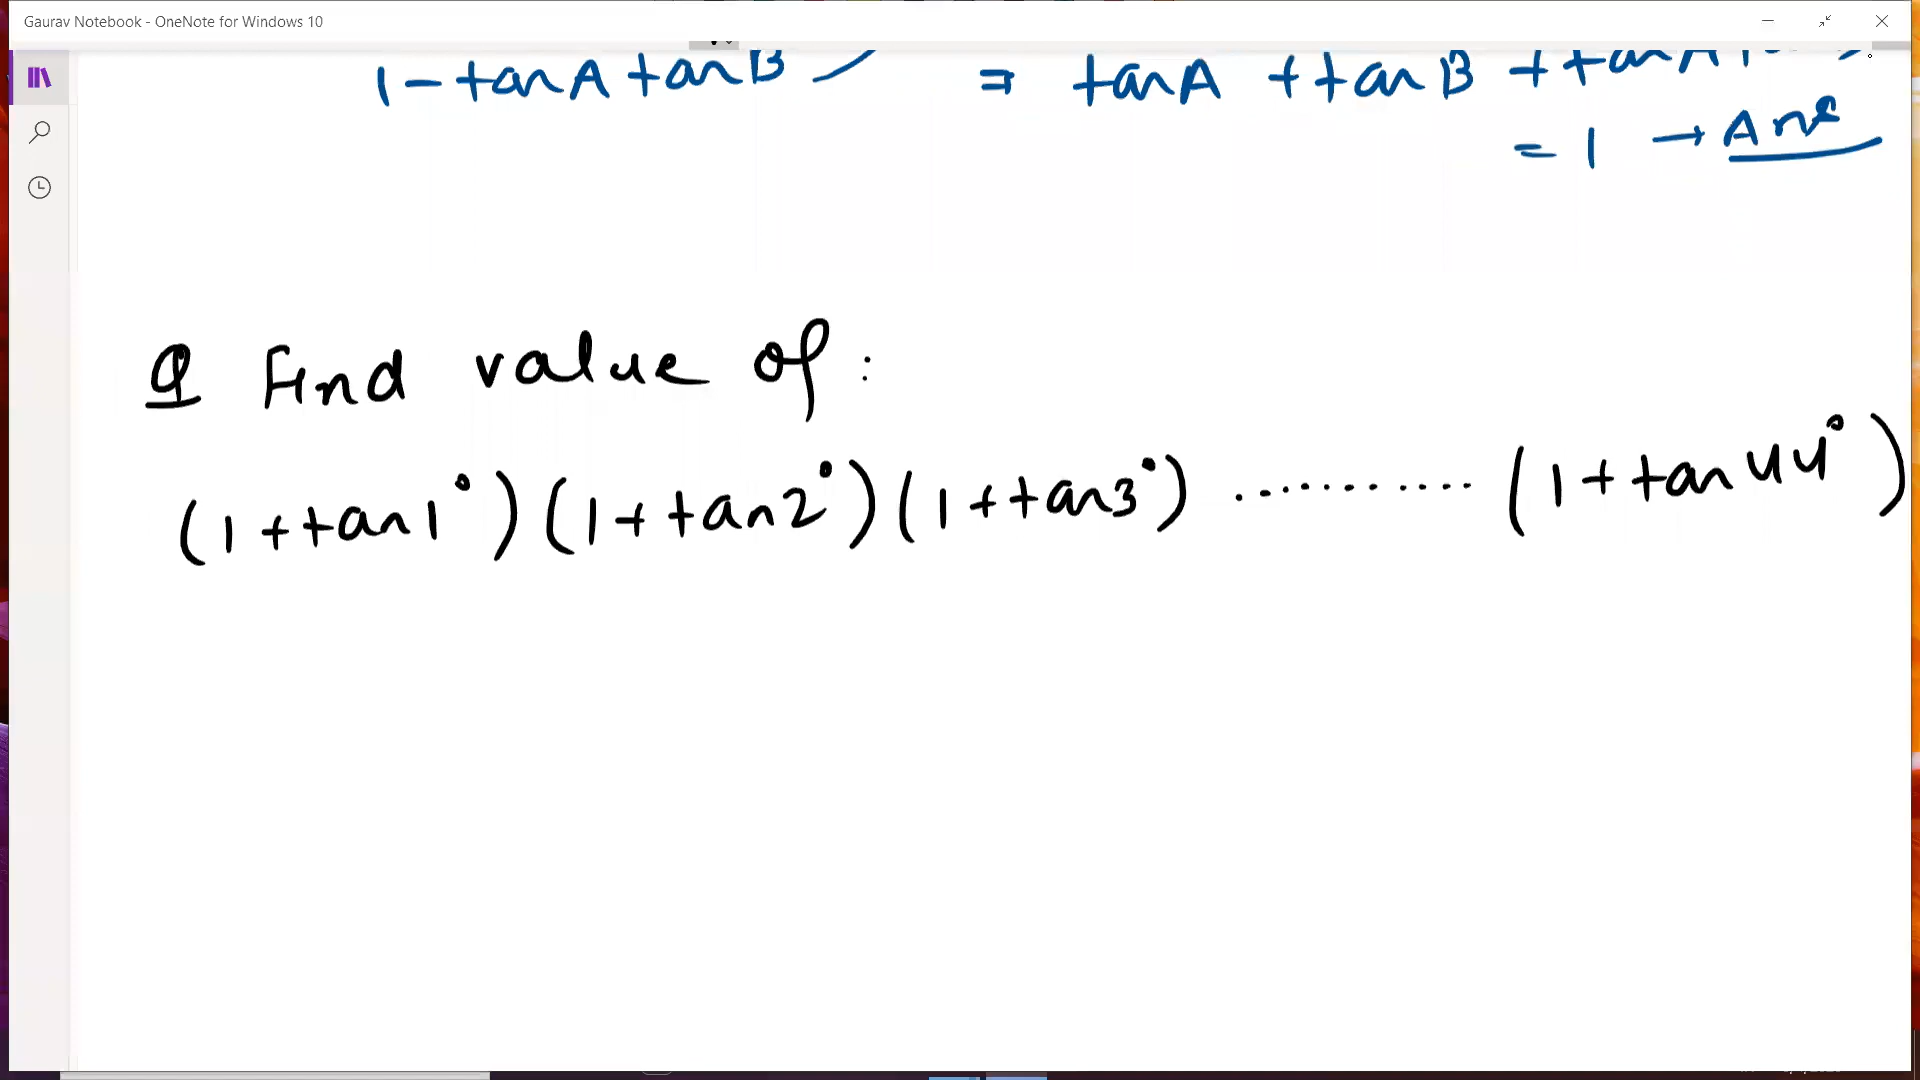 Gaurav Notebook - OneNote for Windows 10
1 - tanA tanB ⇒ tanA + tanB + tanA
= 1 → Ans
Q Find value of :
(1+tan1°)(1+tan2°)(1+tan3°) ........... (1+tan44°)